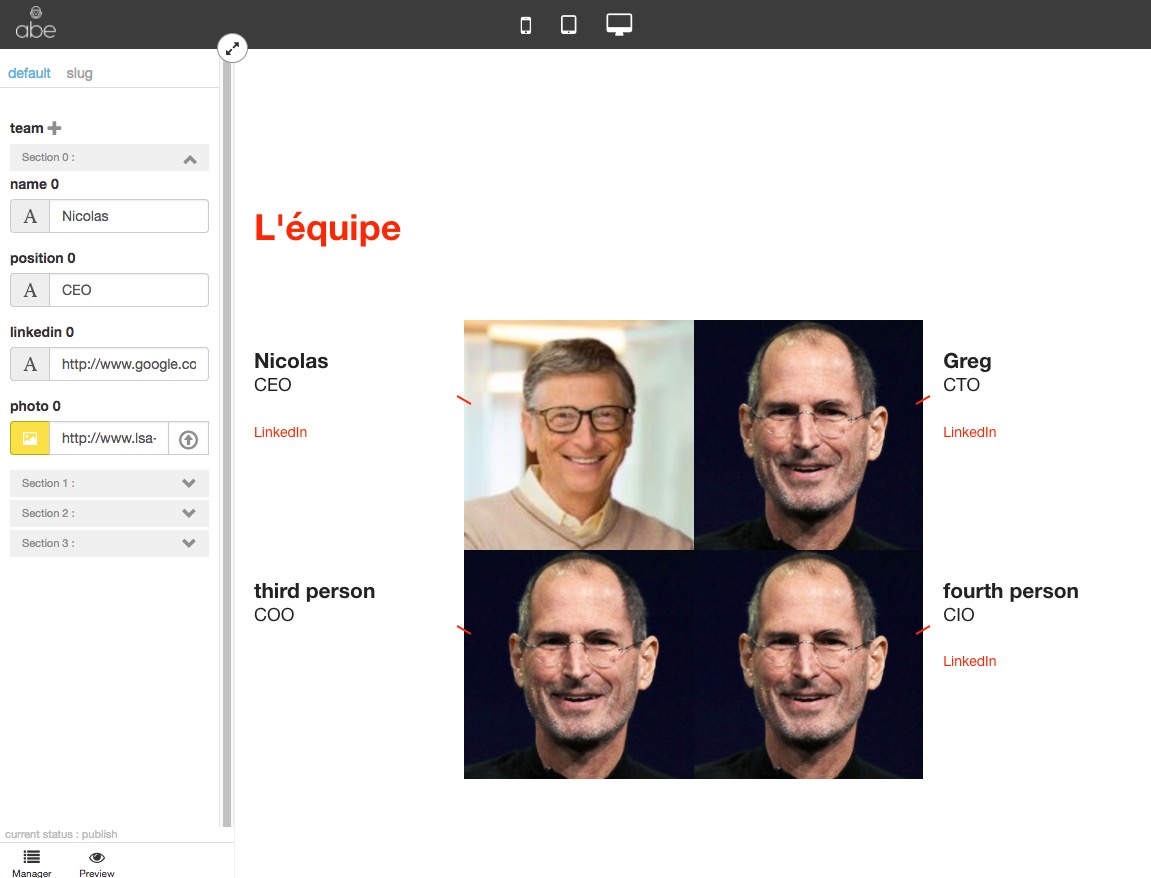 abe
default slug
team
Section 0 :
name 0
A Nicolas
position 0
A CEO
linkedin 0
A http://www.google.co
photo 0
http://www.lsa-
Section 1 :
Section 2 :
Section 3 :
current status : publish
Manager Preview
L'équipe
Nicolas
CEO
LinkedIn
Greg
CTO
LinkedIn
third person
COO
fourth person
CIO
LinkedIn